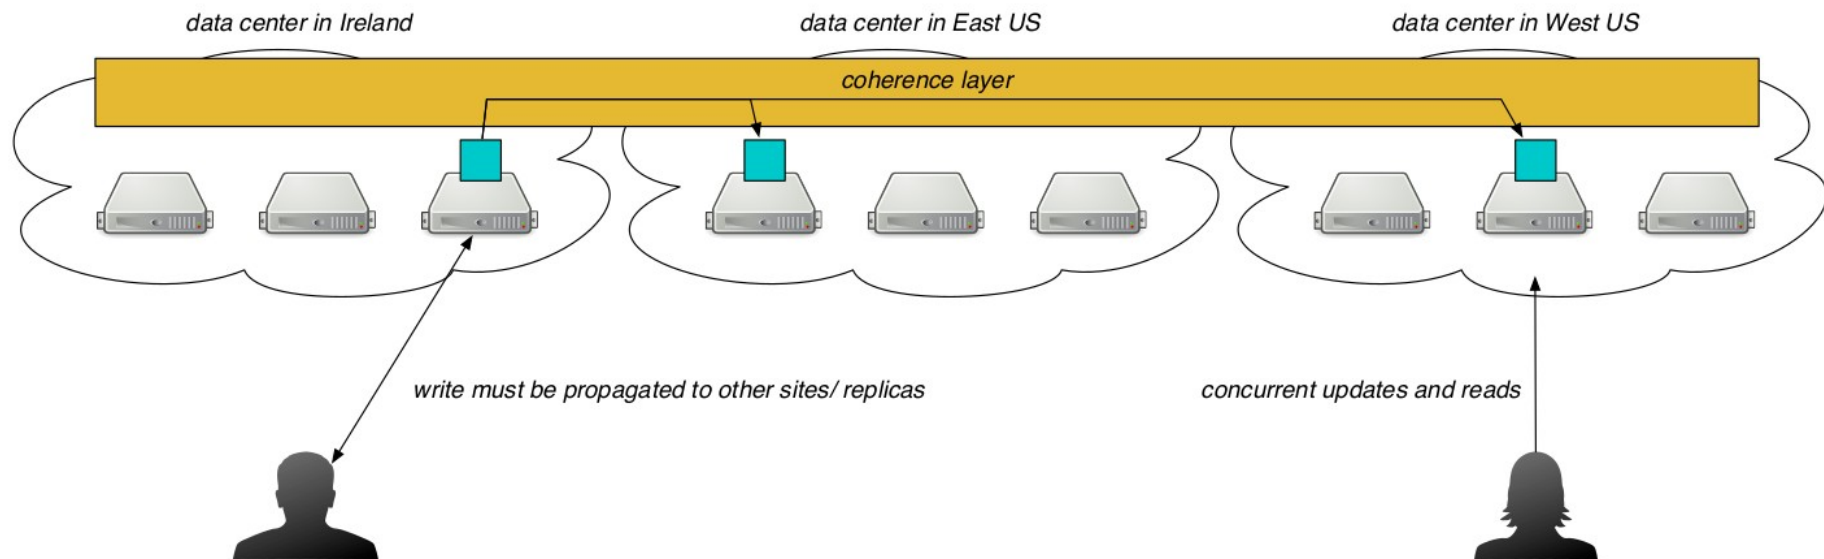 data center in Ireland
data center in East US
data center in West US
coherence layer
write must be propagated to other sites/ replicas
concurrent updates and reads